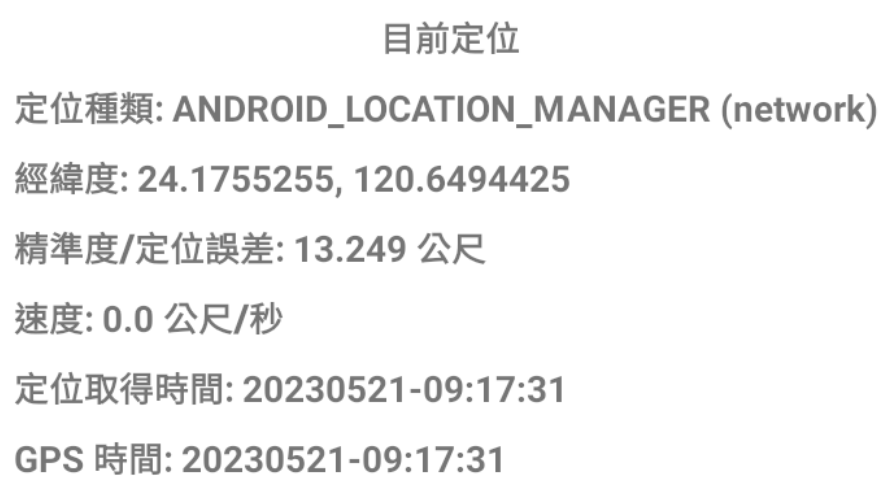 目前定位
定位種類: ANDROID_LOCATION_MANAGER (network)
經緯度: 24.1755255, 120.6494425
精準度/定位誤差: 13.249 公尺
速度: 0.0 公尺/秒
定位取得時間: 20230521-09:17:31
GPS 時間: 20230521-09:17:31